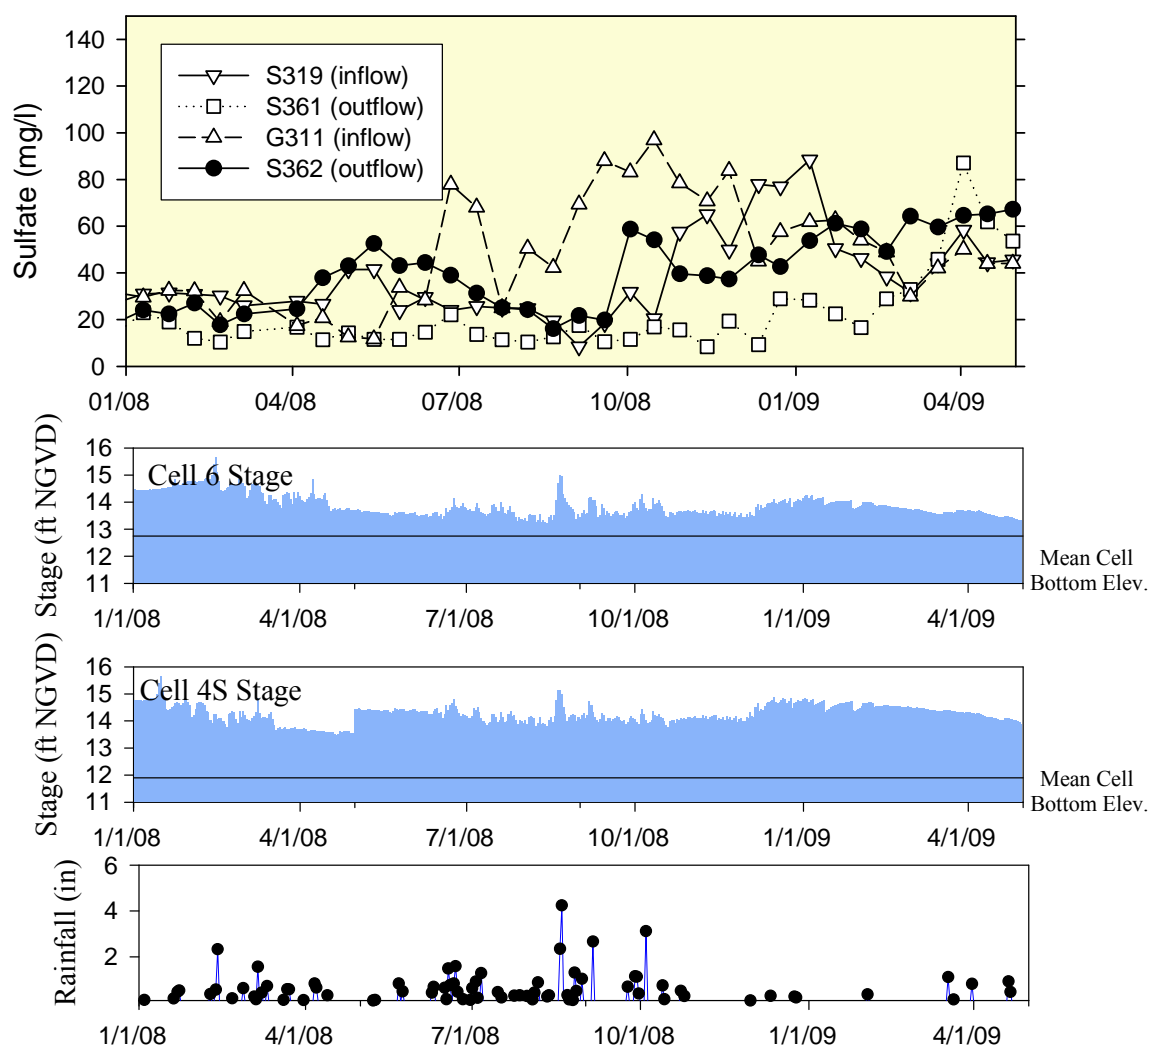 Sulfate (mg/l)
140
120
100
80
60
40
20
0
S319 (inflow)
S361 (outflow)
G311 (inflow)
S362 (outflow)
01/08 04/08 07/08 10/08 01/09 04/09
Stage (ft NGVD)
16
15
14
13
12
11
Cell 6 Stage
Mean Cell
Bottom Elev.
1/1/08 4/1/08 7/1/08 10/1/08 1/1/09 4/1/09
Stage (ft NGVD)
16
15
14
13
12
11
Cell 4S Stage
Mean Cell
Bottom Elev.
1/1/08 4/1/08 7/1/08 10/1/08 1/1/09 4/1/09
Rainfall (in)
6
4
2
1/1/08 4/1/08 7/1/08 10/1/08 1/1/09 4/1/09